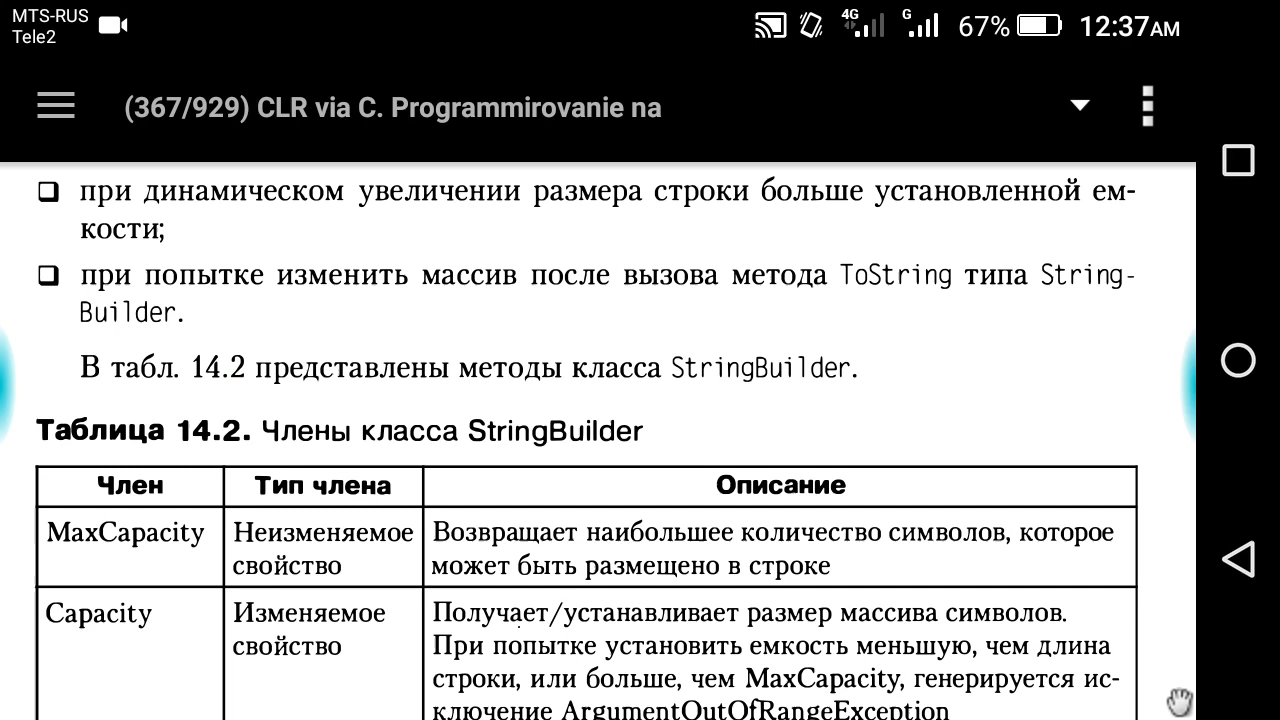 MTS-RUS
Tele2
4G
G
67%
12:37AM
(367/929) CLR via C. Programmirovanie na
❑ при динамическом увеличении размера строки больше установленной ем-
кости;
❑ при попытке изменить массив после вызова метода ToString типа String-
Builder.
В табл. 14.2 представлены методы класса StringBuilder.
Таблица 14.2. Члены класса StringBuilder
Член Тип члена Описание
MaxCapacity Неизменяемое Возвращает наибольшее количество символов, которое
свойство может быть размещено в строке
Capacity Изменяемое Получает/устанавливает размер массива символов.
свойство При попытке установить емкость меньшую, чем длина
строки, или больше, чем MaxCapacity, генерируется ис-
ключение ArgumentOutOfRangeException